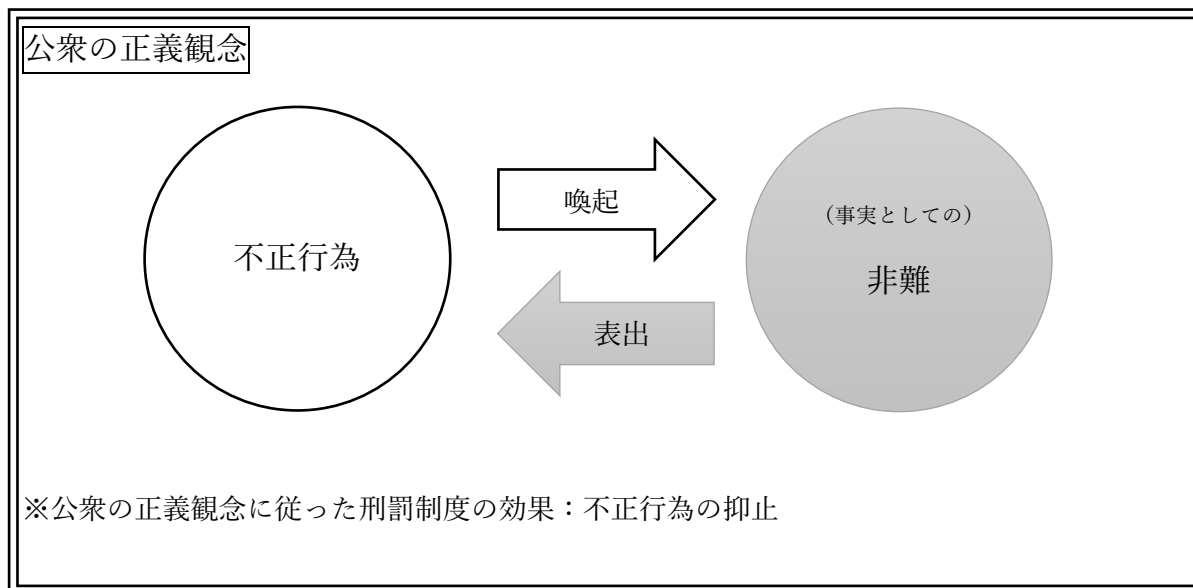 公衆の正義観念
喚起
（事実としての）
不正行為
非難
表出
※公衆の正義観念に従った刑罰制度の効果：不正行為の抑止